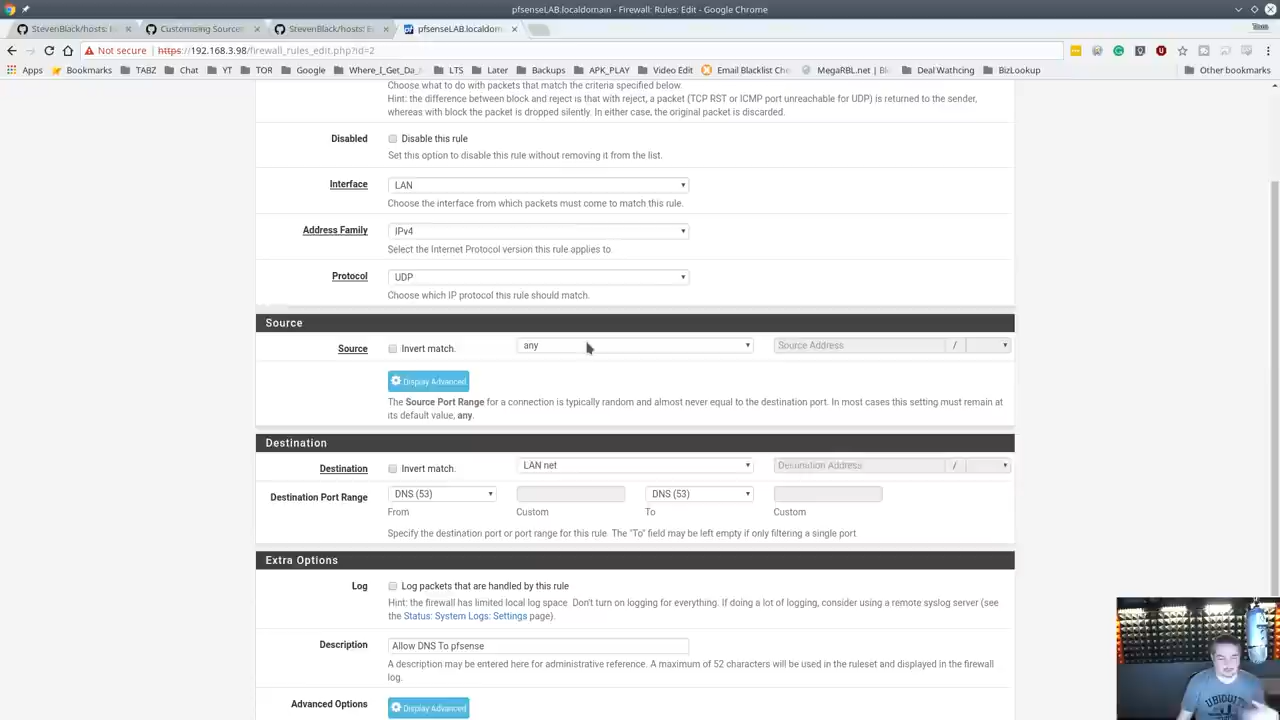 pfsenseLAB.localdomain - Firewall: Rules: Edit - Google Chrome
StevenBlack/hosts: Customizing Sources StevenBlack/hosts: pfsenseLAB.localdom
Not secure https://192.168.3.98/firewall_rules_edit.php?id=2
Apps Bookmarks TABZ Chat YT TOR Google Where_I_Get_Da_ LTS Later Backups APK_PLAY Video Edit Email Blacklist Che MegaRBL.net | Bl Deal Wathcing BizLookup Other bookmarks
Choose what to do with packets that match the criteria specified below.
Hint: the difference between block and reject is that with reject, a packet (TCP RST or ICMP port unreachable for UDP) is returned to the sender,
whereas with block the packet is dropped silently. In either case, the original packet is discarded.
Disabled Disable this rule
Set this option to disable this rule without removing it from the list.
Interface LAN
Choose the interface from which packets must come to match this rule.
Address Family IPv4
Select the Internet Protocol version this rule applies to
Protocol UDP
Choose which IP protocol this rule should match.
Source
Source Invert match. any Source Address /
Display Advanced
The Source Port Range for a connection is typically random and almost never equal to the destination port. In most cases this setting must remain at
its default value, any.
Destination
Destination Invert match. LAN net Destination Address /
Destination Port Range DNS (53) DNS (53)
From Custom To Custom
Specify the destination port or port range for this rule. The "To" field may be left empty if only filtering a single port
Extra Options
Log Log packets that are handled by this rule
Hint: the firewall has limited local log space. Don't turn on logging for everything. If doing a lot of logging, consider using a remote syslog server (see
the Status: System Logs: Settings page).
Description Allow DNS To pfsense
A description may be entered here for administrative reference. A maximum of 52 characters will be used in the ruleset and displayed in the firewall
log.
Advanced Options Display Advanced
UBIQUIT